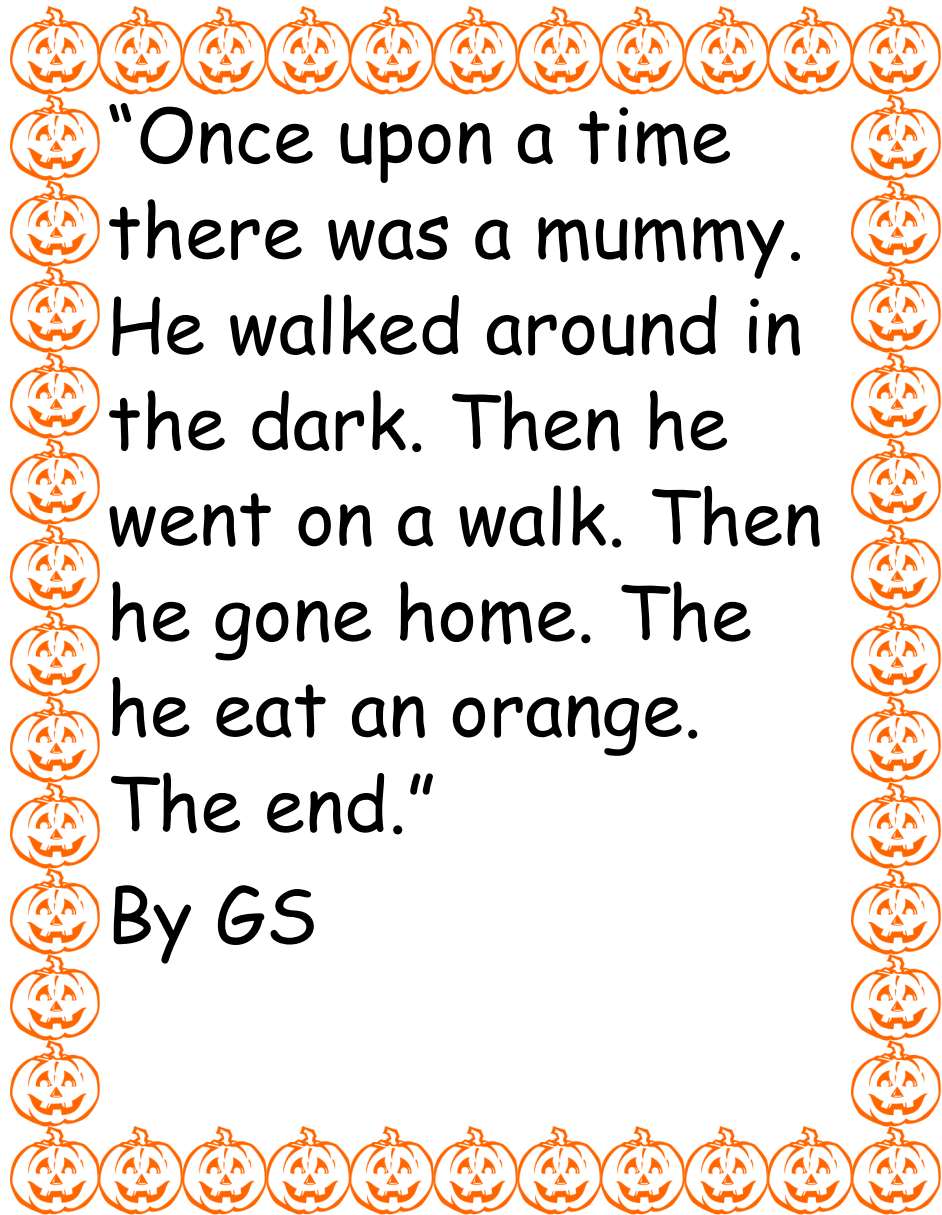 “Once upon a time
there was a mummy.
He walked around in
the dark. Then he
went on a walk. Then
he gone home. The
he eat an orange.
The end.”
By GS